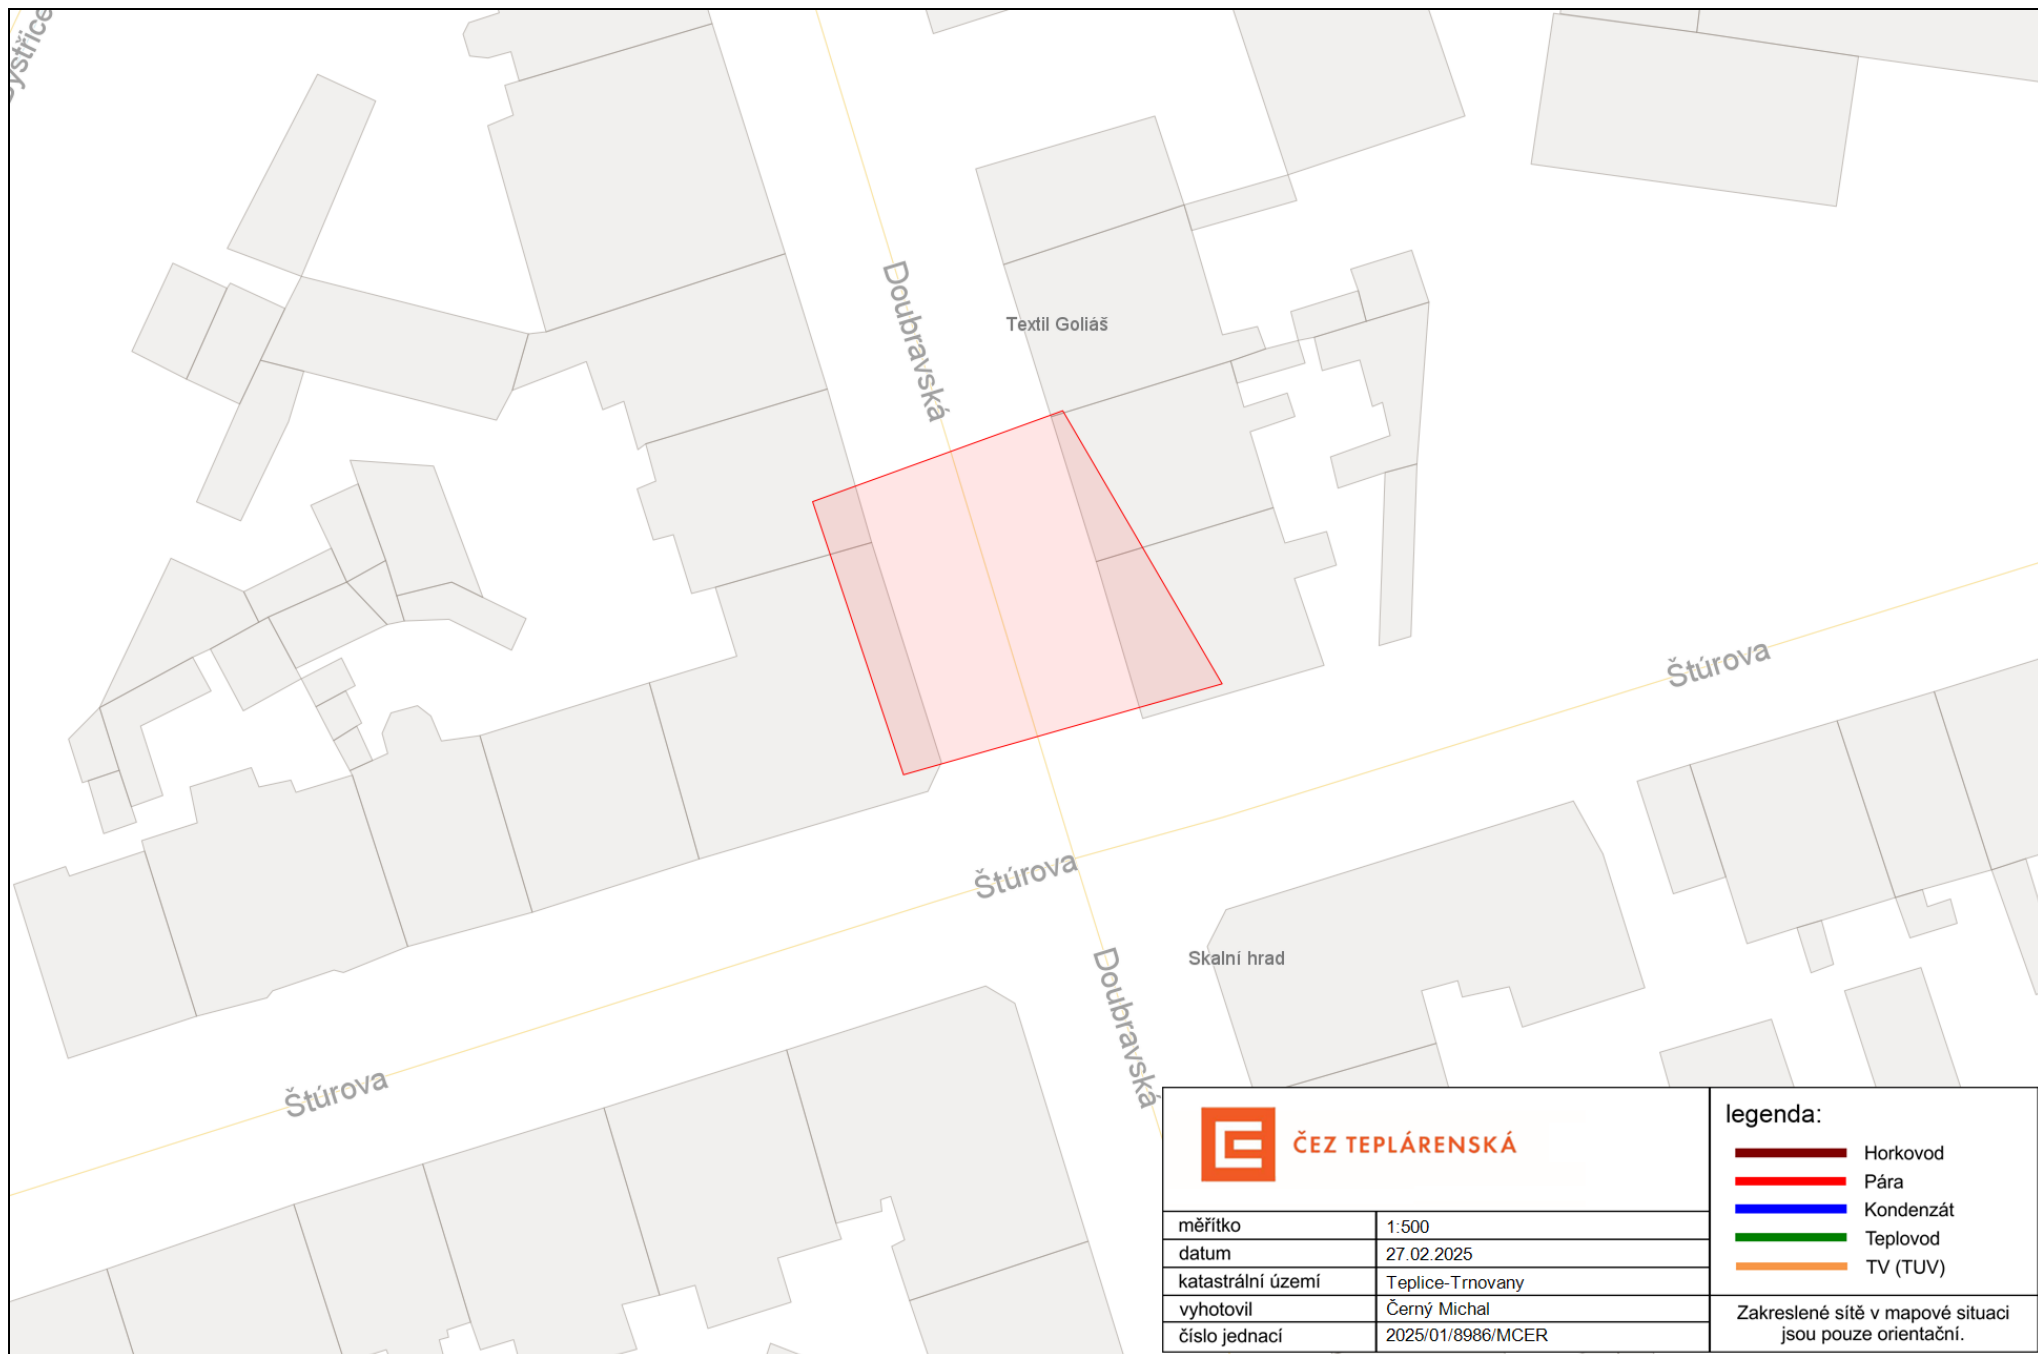 Doubravská
Textil Goliáš
Štúrova
Štúrova
Skalní hrad
Doubravská
Štúrova
ČEZ TEPLÁRENSKÁ
měřítko 1:500
datum 27.02.2025
katastrální území Teplice-Trnovany
vyhotovil Černý Michal
číslo jednací 2025/01/8986/MCER
legenda:
Horkovod
Pára
Kondenzát
Teplovod
TV (TUV)
Zakreslené sítě v mapové situaci
jsou pouze orientační.